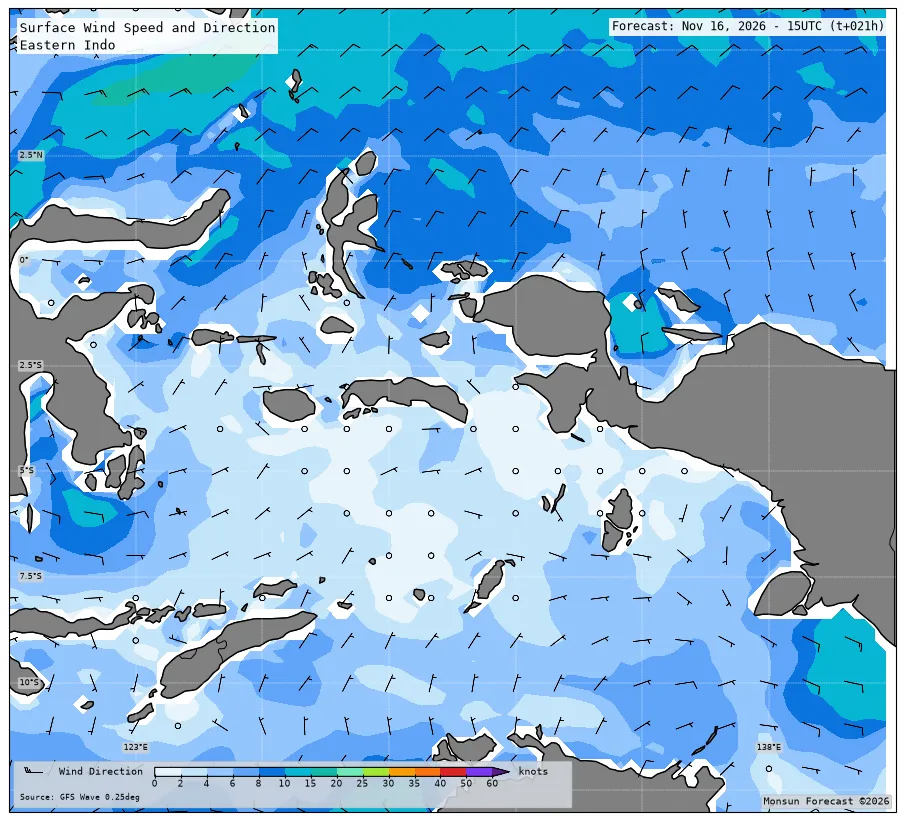 Surface Wind Speed and Direction
Eastern Indo
Forecast: Nov 16, 2026 - 15UTC (t+021h)
2.5°N
0°
2.5°S
5°S
7.5°S
10°S
123°E
138°E
Wind Direction
knots
0 2 4 6 8 10 15 20 25 30 35 40 50 60
Source: GFS Wave 0.25deg
Monsun Forecast ©2026